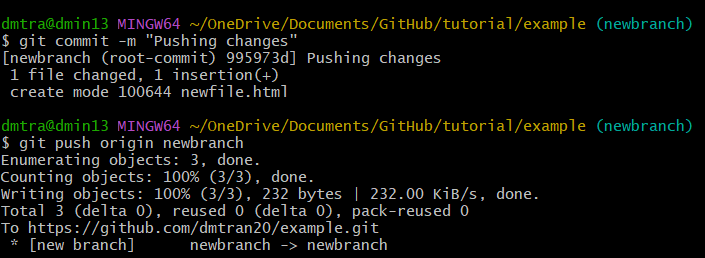 dmtra@dmin13 MINGW64 ~/OneDrive/Documents/GitHub/tutorial/example (newbranch)
$ git commit -m "Pushing changes"
[newbranch (root-commit) 995973d] Pushing changes
 1 file changed, 1 insertion(+)
 create mode 100644 newfile.html

dmtra@dmin13 MINGW64 ~/OneDrive/Documents/GitHub/tutorial/example (newbranch)
$ git push origin newbranch
Enumerating objects: 3, done.
Counting objects: 100% (3/3), done.
Writing objects: 100% (3/3), 232 bytes | 232.00 KiB/s, done.
Total 3 (delta 0), reused 0 (delta 0), pack-reused 0
To https://github.com/dmtran20/example.git
 * [new branch]      newbranch -> newbranch